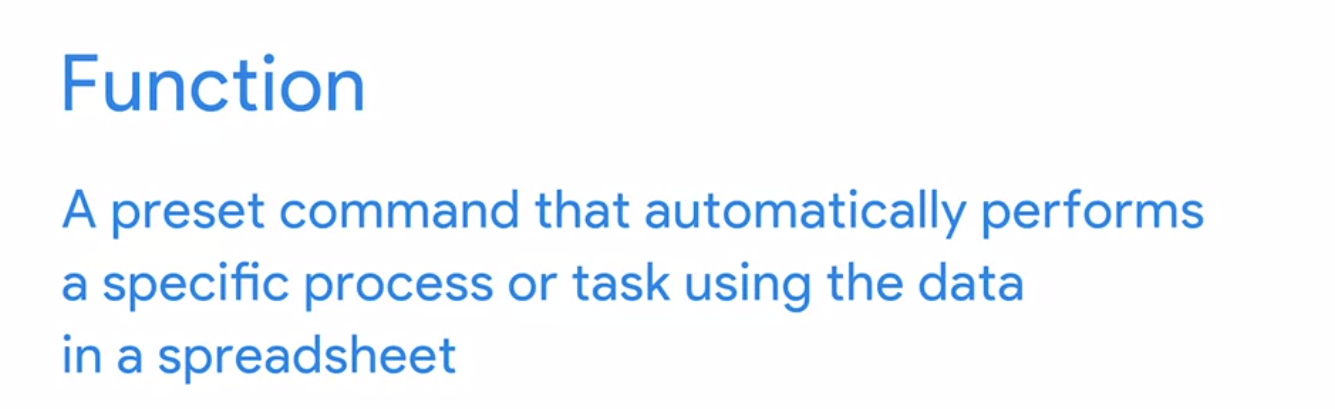 Function
A preset command that automatically performs
a specific process or task using the data
in a spreadsheet